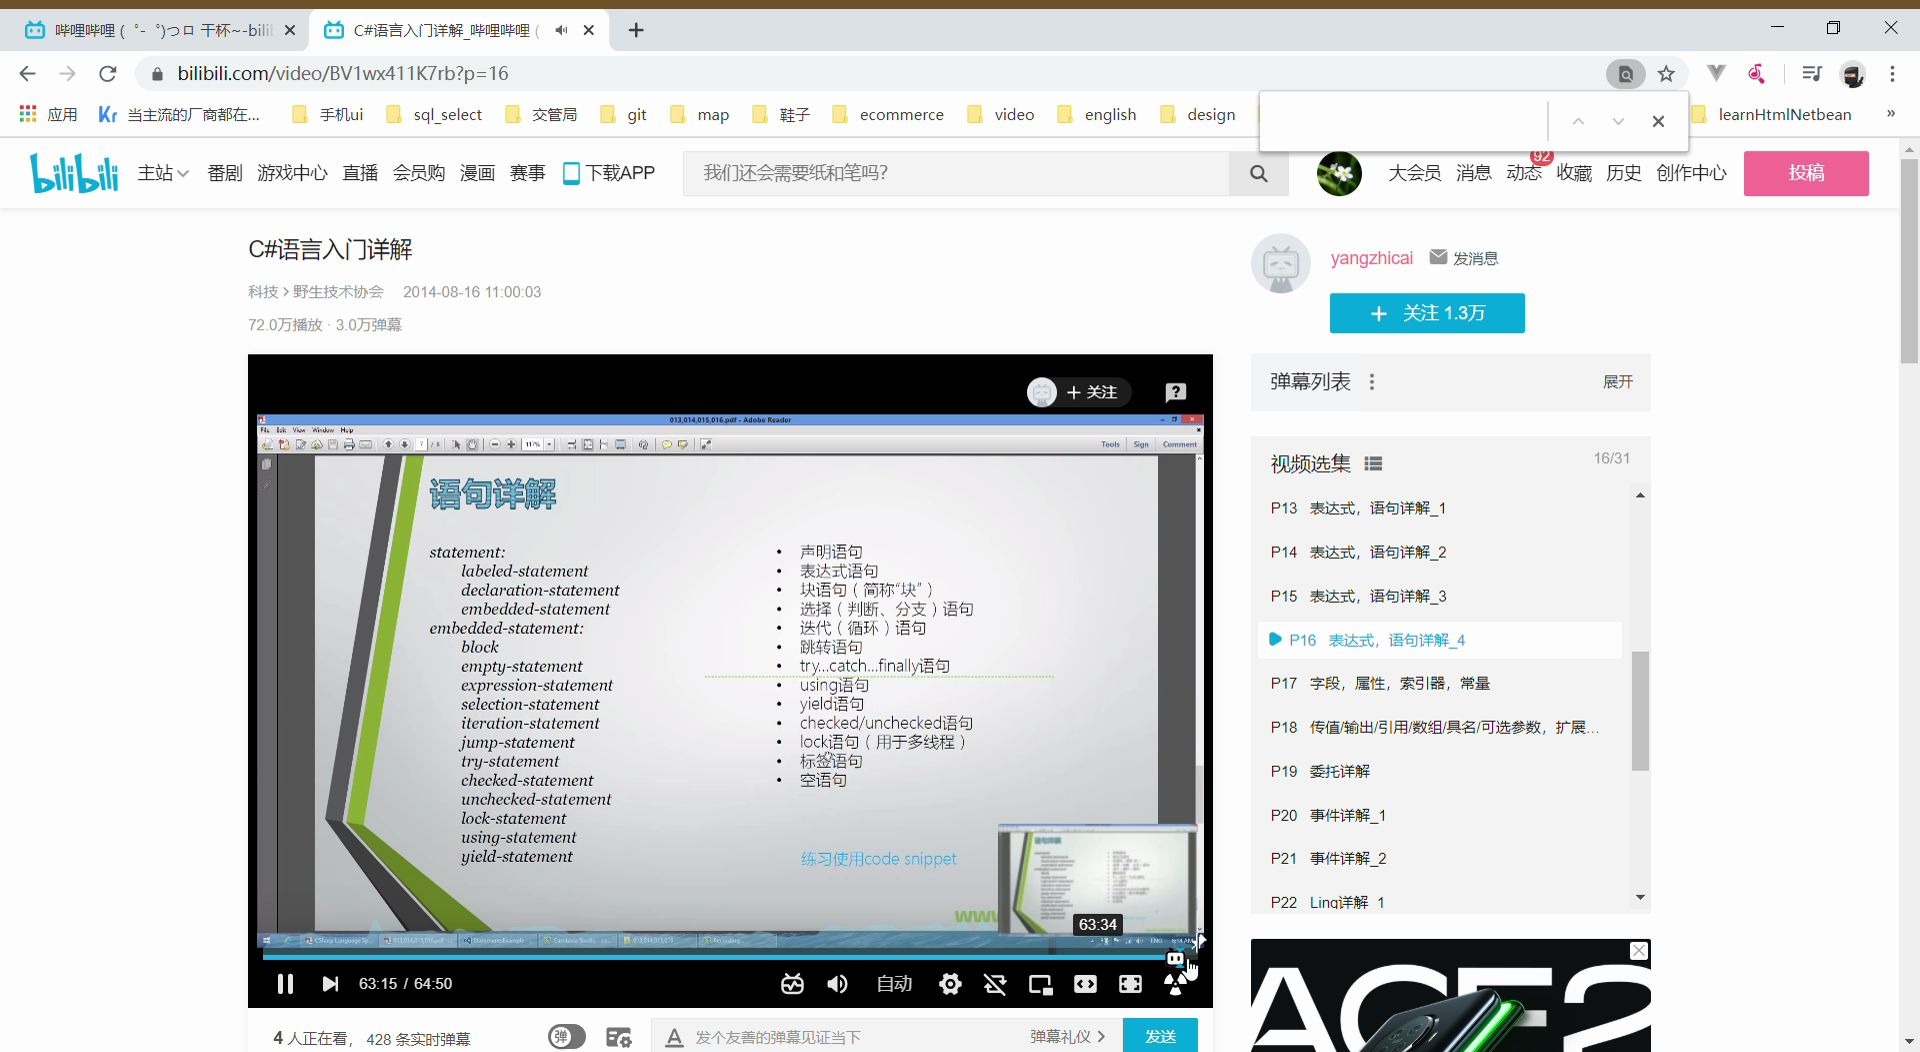 哔哩哔哩 (゜-゜)つロ 干杯~-bili
C#语言入门详解_哔哩哔哩 (
bilibili.com/video/BV1wx411K7rb?p=16
应用
Kr 当主流的厂商都在...
手机ui
sql_select
交管局
git
map
鞋子
ecommerce
video
english
design
learnHtmlNetbean
»
bilibili
主站 番剧 游戏中心 直播 会员购 漫画 赛事 下载APP
我们还会需要纸和笔吗?
大会员 消息 动态 92 收藏 历史 创作中心 投稿
C#语言入门详解
科技 > 野生技术协会 2014-08-16 11:00:03
72.0万播放 · 3.0万弹幕
yangzhicai 发消息
+ 关注 1.3万
+ 关注
013,014,015,016.pdf - Adobe Reader
File Edit View Window Help
7 / 8 117% Tools Sign Comment
语句详解
statement:
labeled-statement
declaration-statement
embedded-statement
embedded-statement:
block
empty-statement
expression-statement
selection-statement
iteration-statement
jump-statement
try-statement
checked-statement
unchecked-statement
lock-statement
using-statement
yield-statement
• 声明语句
• 表达式语句
• 块语句（简称“块”）
• 选择（判断、分支）语句
• 迭代（循环）语句
• 跳转语句
• try...catch...finally语句
• using语句
• yield语句
• checked/unchecked语句
• lock语句（用于多线程）
• 标签语句
• 空语句
练习使用code snippet
www
63:34
63:15 / 64:50
自动
4 人正在看， 428 条实时弹幕
弹
发个友善的弹幕见证当下
弹幕礼仪 >
发送
弹幕列表
展开
视频选集
16/31
P13 表达式，语句详解_1
P14 表达式，语句详解_2
P15 表达式，语句详解_3
P16 表达式，语句详解_4
P17 字段，属性，索引器，常量
P18 传值/输出/引用/数组/具名/可选参数，扩展...
P19 委托详解
P20 事件详解_1
P21 事件详解_2
P22 Linq详解_1
ACE2